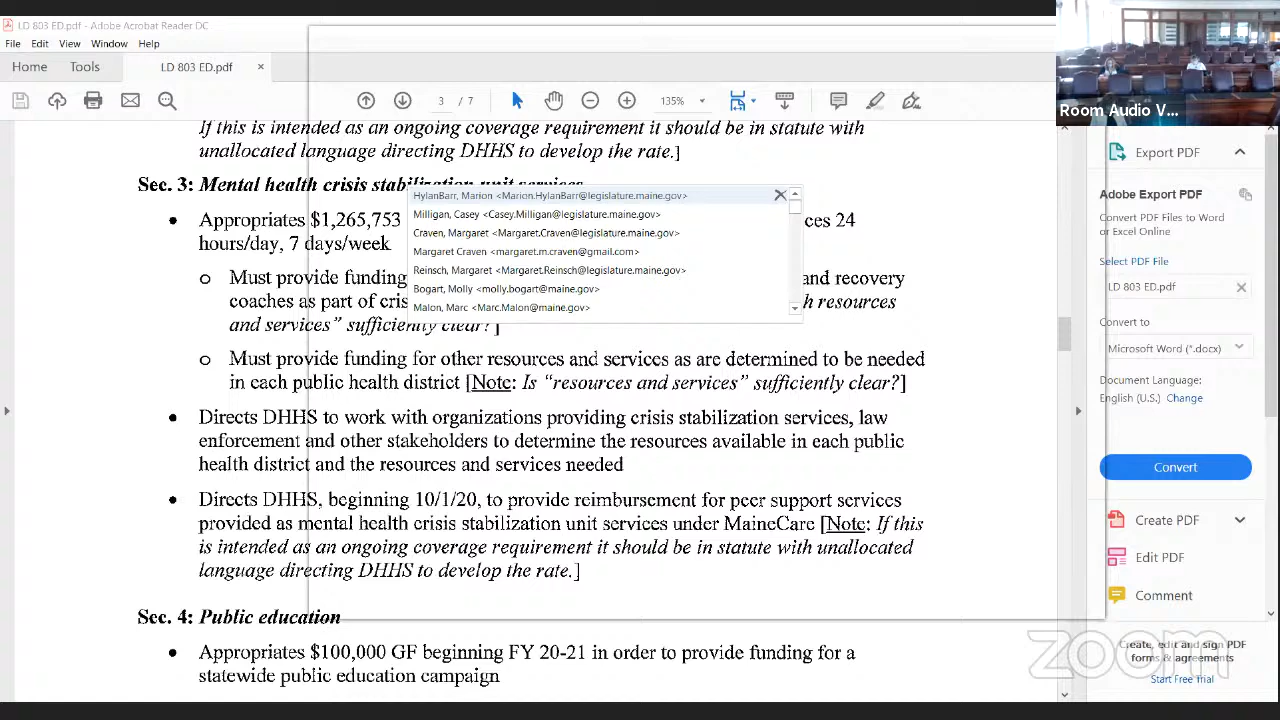 LD 803 ED.pdf - Adobe Acrobat Reader DC
File Edit View Window Help
Home Tools LD 803 ED.pdf ×
3 / 7 135%
Room Audio V...
If this is intended as an ongoing coverage requirement it should be in statute with
unallocated language directing DHHS to develop the rate.]
Sec. 3: Mental health crisis stabilization unit services
HylanBarr, Marion <Marion.HylanBarr@legislature.maine.gov>
Milligan, Casey <Casey.Milligan@legislature.maine.gov>
Craven, Margaret <Margaret.Craven@legislature.maine.gov>
Margaret Craven <margaret.m.craven@gmail.com>
Reinsch, Margaret <Margaret.Reinsch@legislature.maine.gov>
Bogart, Molly <molly.bogart@maine.gov>
Malon, Marc <Marc.Malon@maine.gov>
• Appropriates $1,265,753 ces 24
hours/day, 7 days/week
o Must provide funding and recovery
coaches as part of cris h resources
and services” sufficiently clear?]
o Must provide funding for other resources and services as are determined to be needed
in each public health district [Note: Is “resources and services” sufficiently clear?]
• Directs DHHS to work with organizations providing crisis stabilization services, law
enforcement and other stakeholders to determine the resources available in each public
health district and the resources and services needed
• Directs DHHS, beginning 10/1/20, to provide reimbursement for peer support services
provided as mental health crisis stabilization unit services under MaineCare [Note: If this
is intended as an ongoing coverage requirement it should be in statute with unallocated
language directing DHHS to develop the rate.]
Sec. 4: Public education
• Appropriates $100,000 GF beginning FY 20-21 in order to provide funding for a
statewide public education campaign
Export PDF
Adobe Export PDF
Convert PDF Files to Word
or Excel Online
Select PDF File
LD 803 ED.pdf
Convert to
Microsoft Word (*.docx)
Document Language:
English (U.S.) Change
Convert
Create PDF
Edit PDF
Comment
Create, edit and sign PDF
forms & agreements
Start Free Trial
zoom